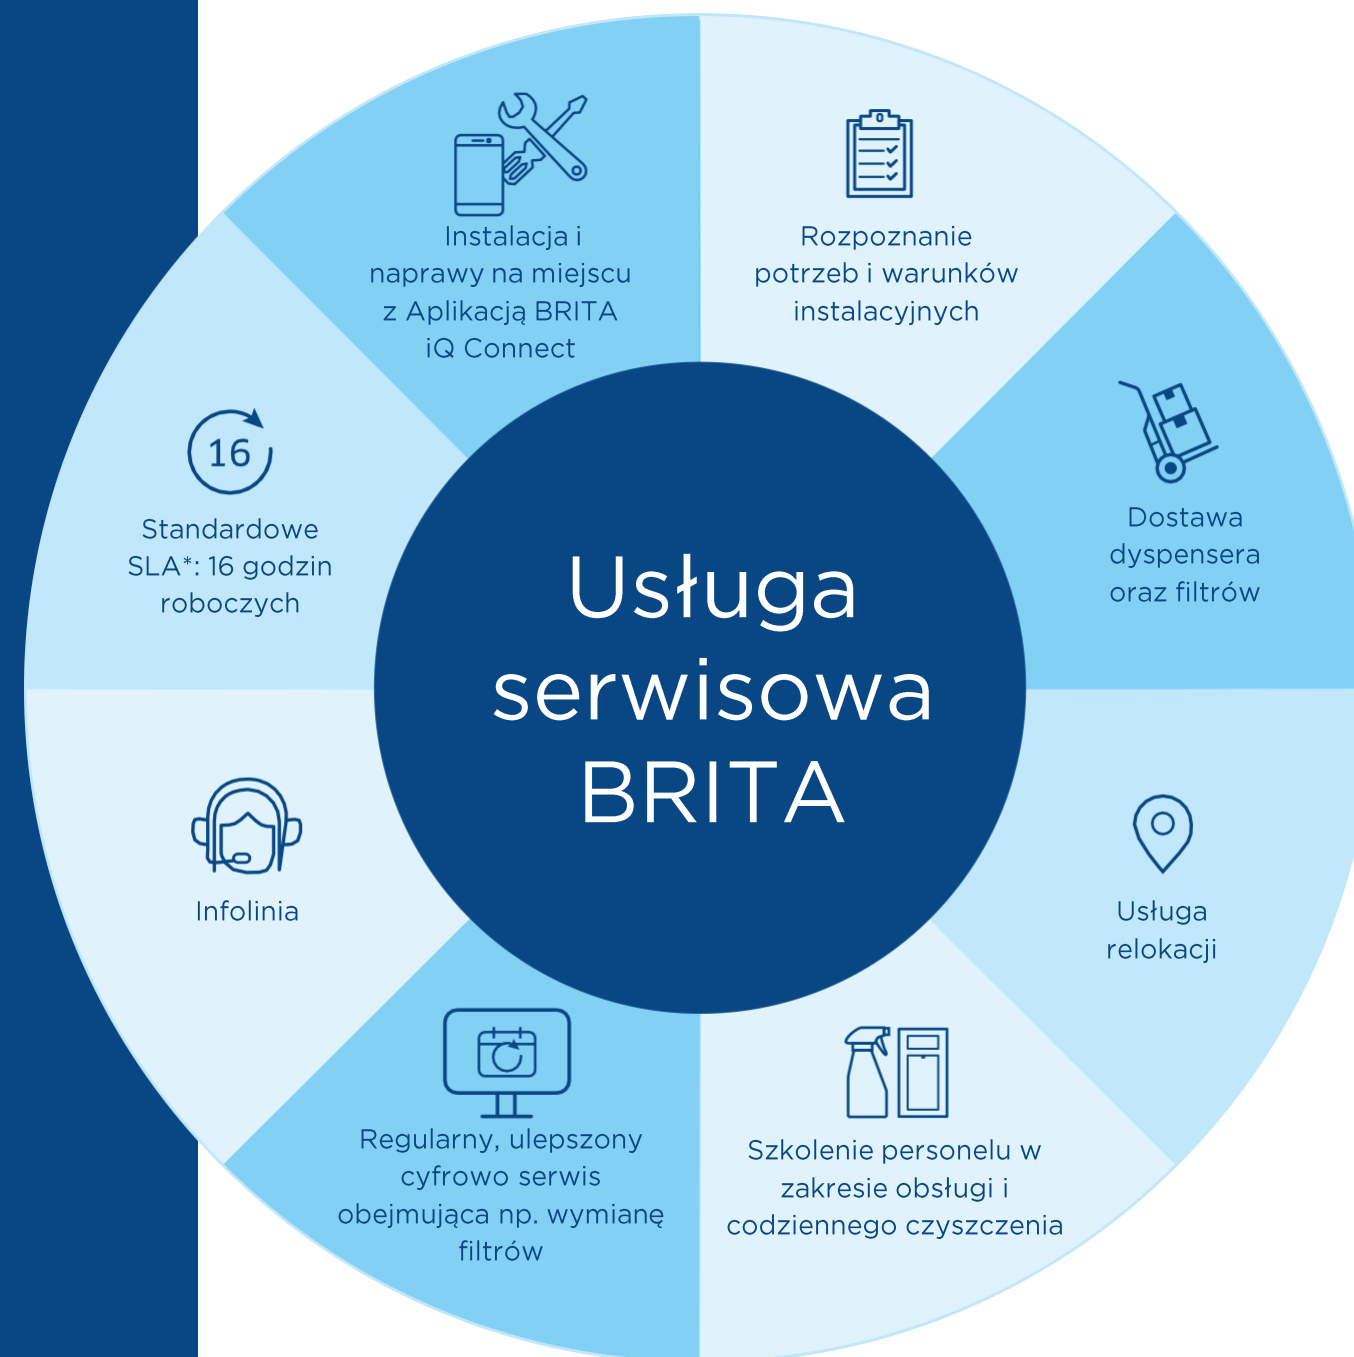 Instalacja i
naprawy na miejscu
z Aplikacją BRITA
iQ Connect
Rozpoznanie
potrzeb i warunków
instalacyjnych
Dostawa
dyspensera
oraz filtrów
Usługa
relokacji
Szkolenie personelu w
zakresie obsługi i
codziennego czyszczenia
Regularny, ulepszony
cyfrowo serwis
obejmująca np. wymianę
filtrów
Infolinia
16
Standardowe
SLA*: 16 godzin
roboczych
Usługa
serwisowa
BRITA